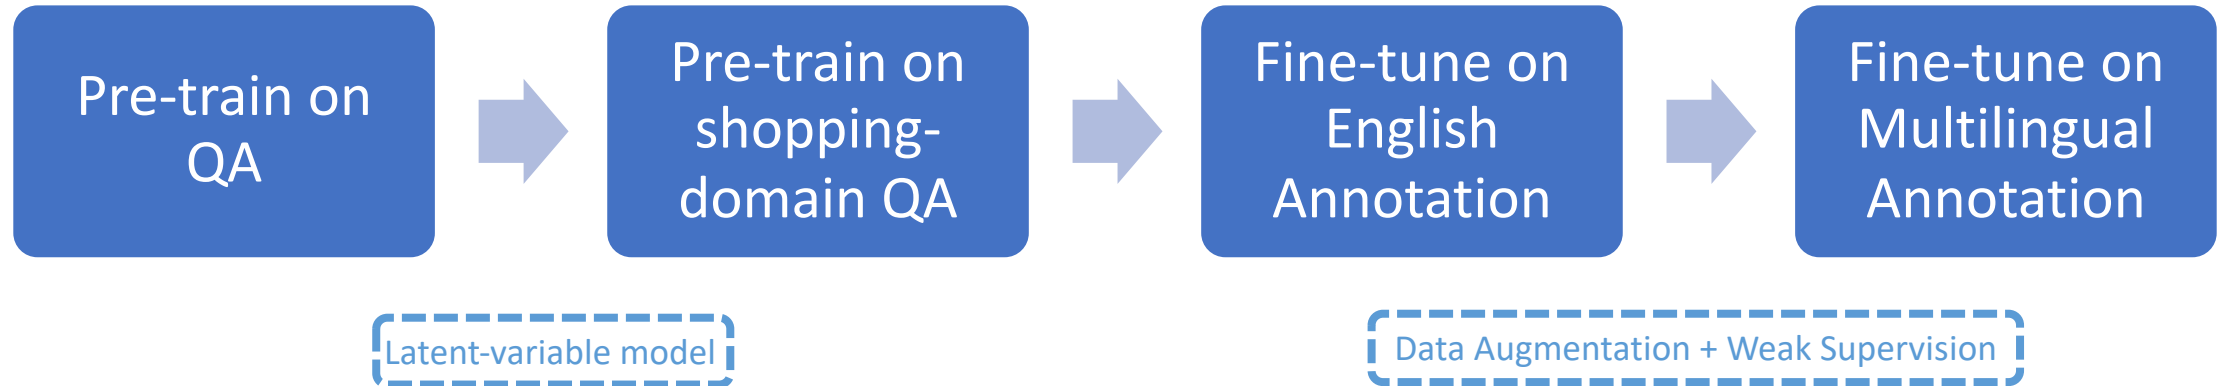 Pre-train on
QA
Pre-train on
shopping-
domain QA
Fine-tune on
English
Annotation
Fine-tune on
Multilingual
Annotation
Latent-variable model
Data Augmentation + Weak Supervision